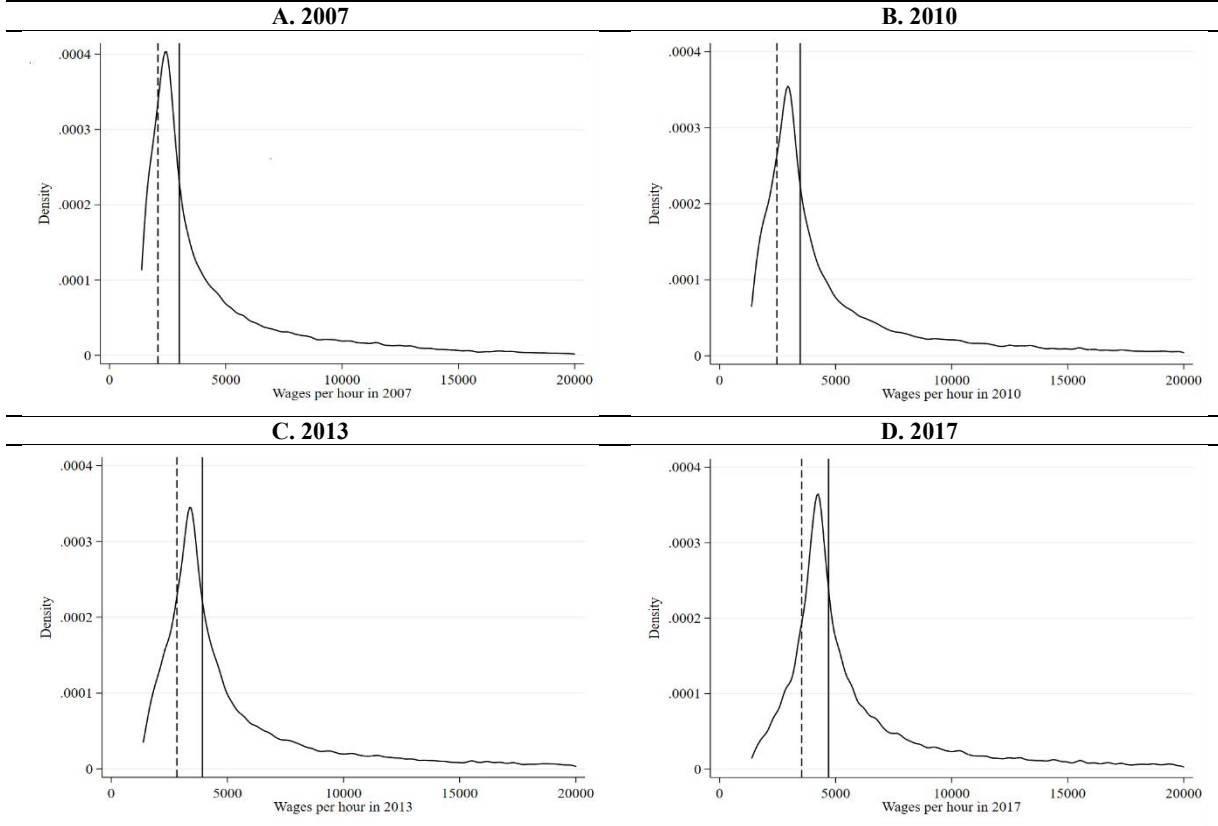 A. 2007
B. 2010
.0004
.0003
.0002
.0001
0
Density
0 5000 10000 15000 20000
Wages per hour in 2007
.0004
.0003
.0002
.0001
0
Density
0 5000 10000 15000 20000
Wages per hour in 2010
C. 2013
D. 2017
.0004
.0003
.0002
.0001
0
Density
0 5000 10000 15000 20000
Wages per hour in 2013
.0004
.0003
.0002
.0001
0
Density
0 5000 10000 15000 20000
Wages per hour in 2017